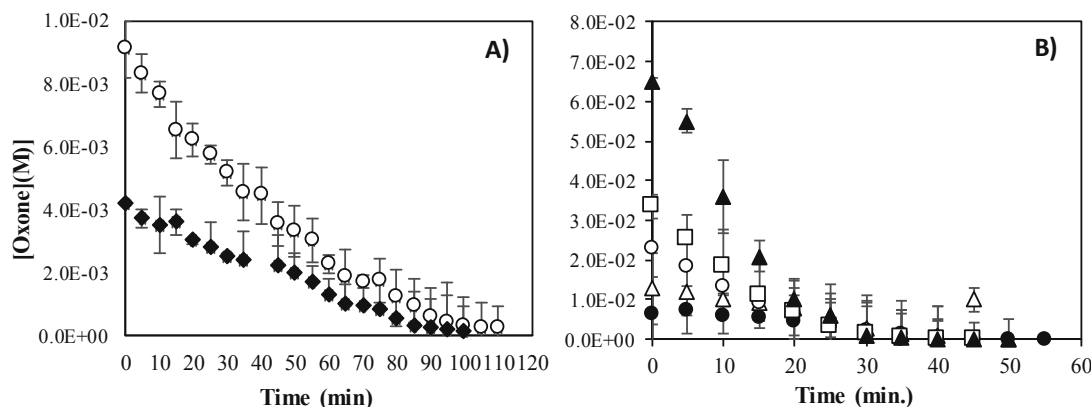 A)
1.0E-02
8.0E-03
6.0E-03
4.0E-03
2.0E-03
0.0E+00
[Oxone](M)]
0 10 20 30 40 50 60 70 80 90 100 110 120
Time (min)
B)
8.0E-02
7.0E-02
6.0E-02
5.0E-02
4.0E-02
3.0E-02
2.0E-02
1.0E-02
0.0E+00
0 10 20 30 40 50 60
Time (min.)